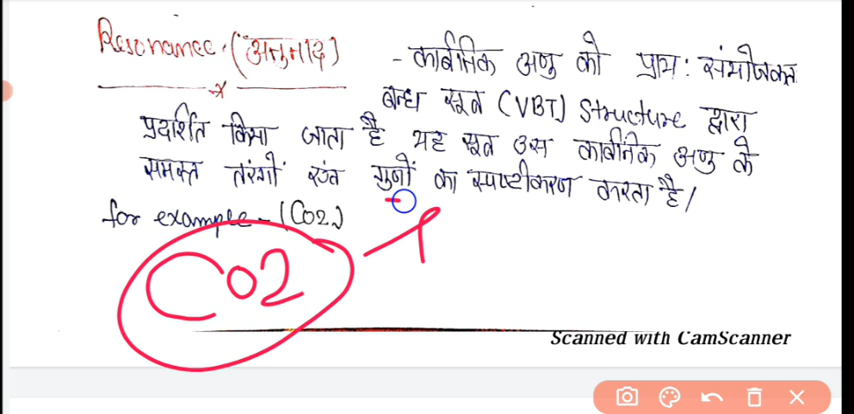 Resonance.(अनुनाद)
- कार्बनिक अणु को प्राय: संयोजकत
बन्ध सूत्र (VBT) Structure द्वारा
प्रदर्शित किया जाता है यह सूत्र उस कार्बनिक अणु के
समस्त तरंगों एवं गुणों का स्पष्टीकरण करता है।
for example-(Co2)
Co2
Scanned with CamScanner